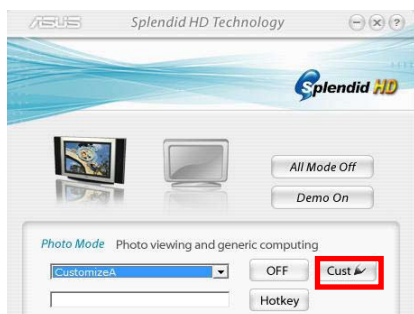 ASUS Splendid HD Technology
Splendid HD
All Mode Off
Demo On
Photo Mode Photo viewing and generic computing
CustomizeA OFF Cust
Hotkey